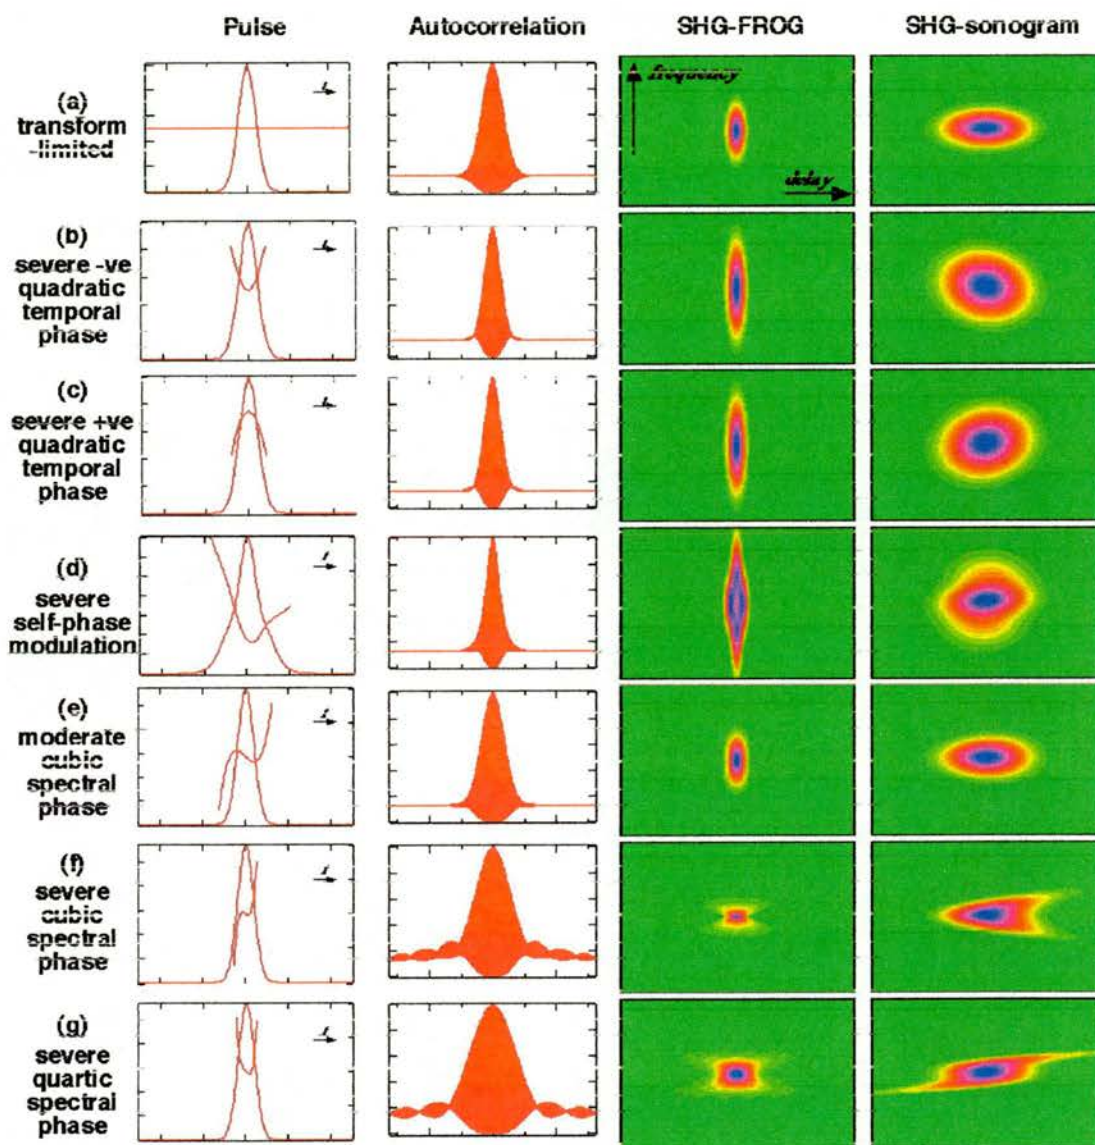 Pulse
Autocorrelation
SHG-FROG
SHG-sonogram
(a)
transform
-limited
t
frequency
delay
(b)
severe -ve
quadratic
temporal
phase
t
(c)
severe +ve
quadratic
temporal
phase
t
(d)
severe
self-phase
modulation
t
(e)
moderate
cubic
spectral
phase
t
(f)
severe
cubic
spectral
phase
t
(g)
severe
quartic
spectral
phase
t